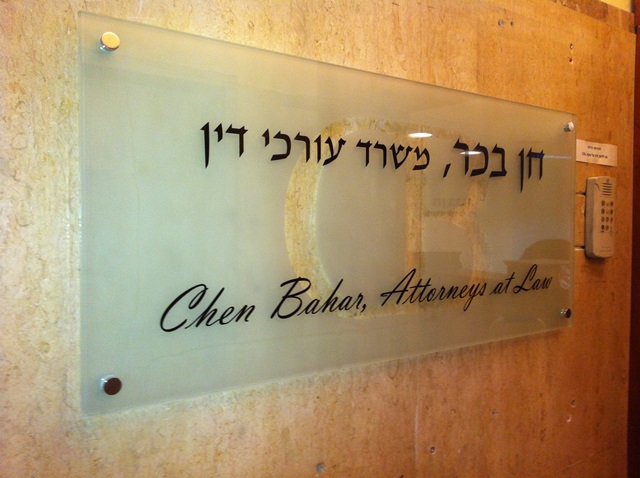 חן בכר, משרד עורכי דין
Chen Bahar, Attorneys at Law